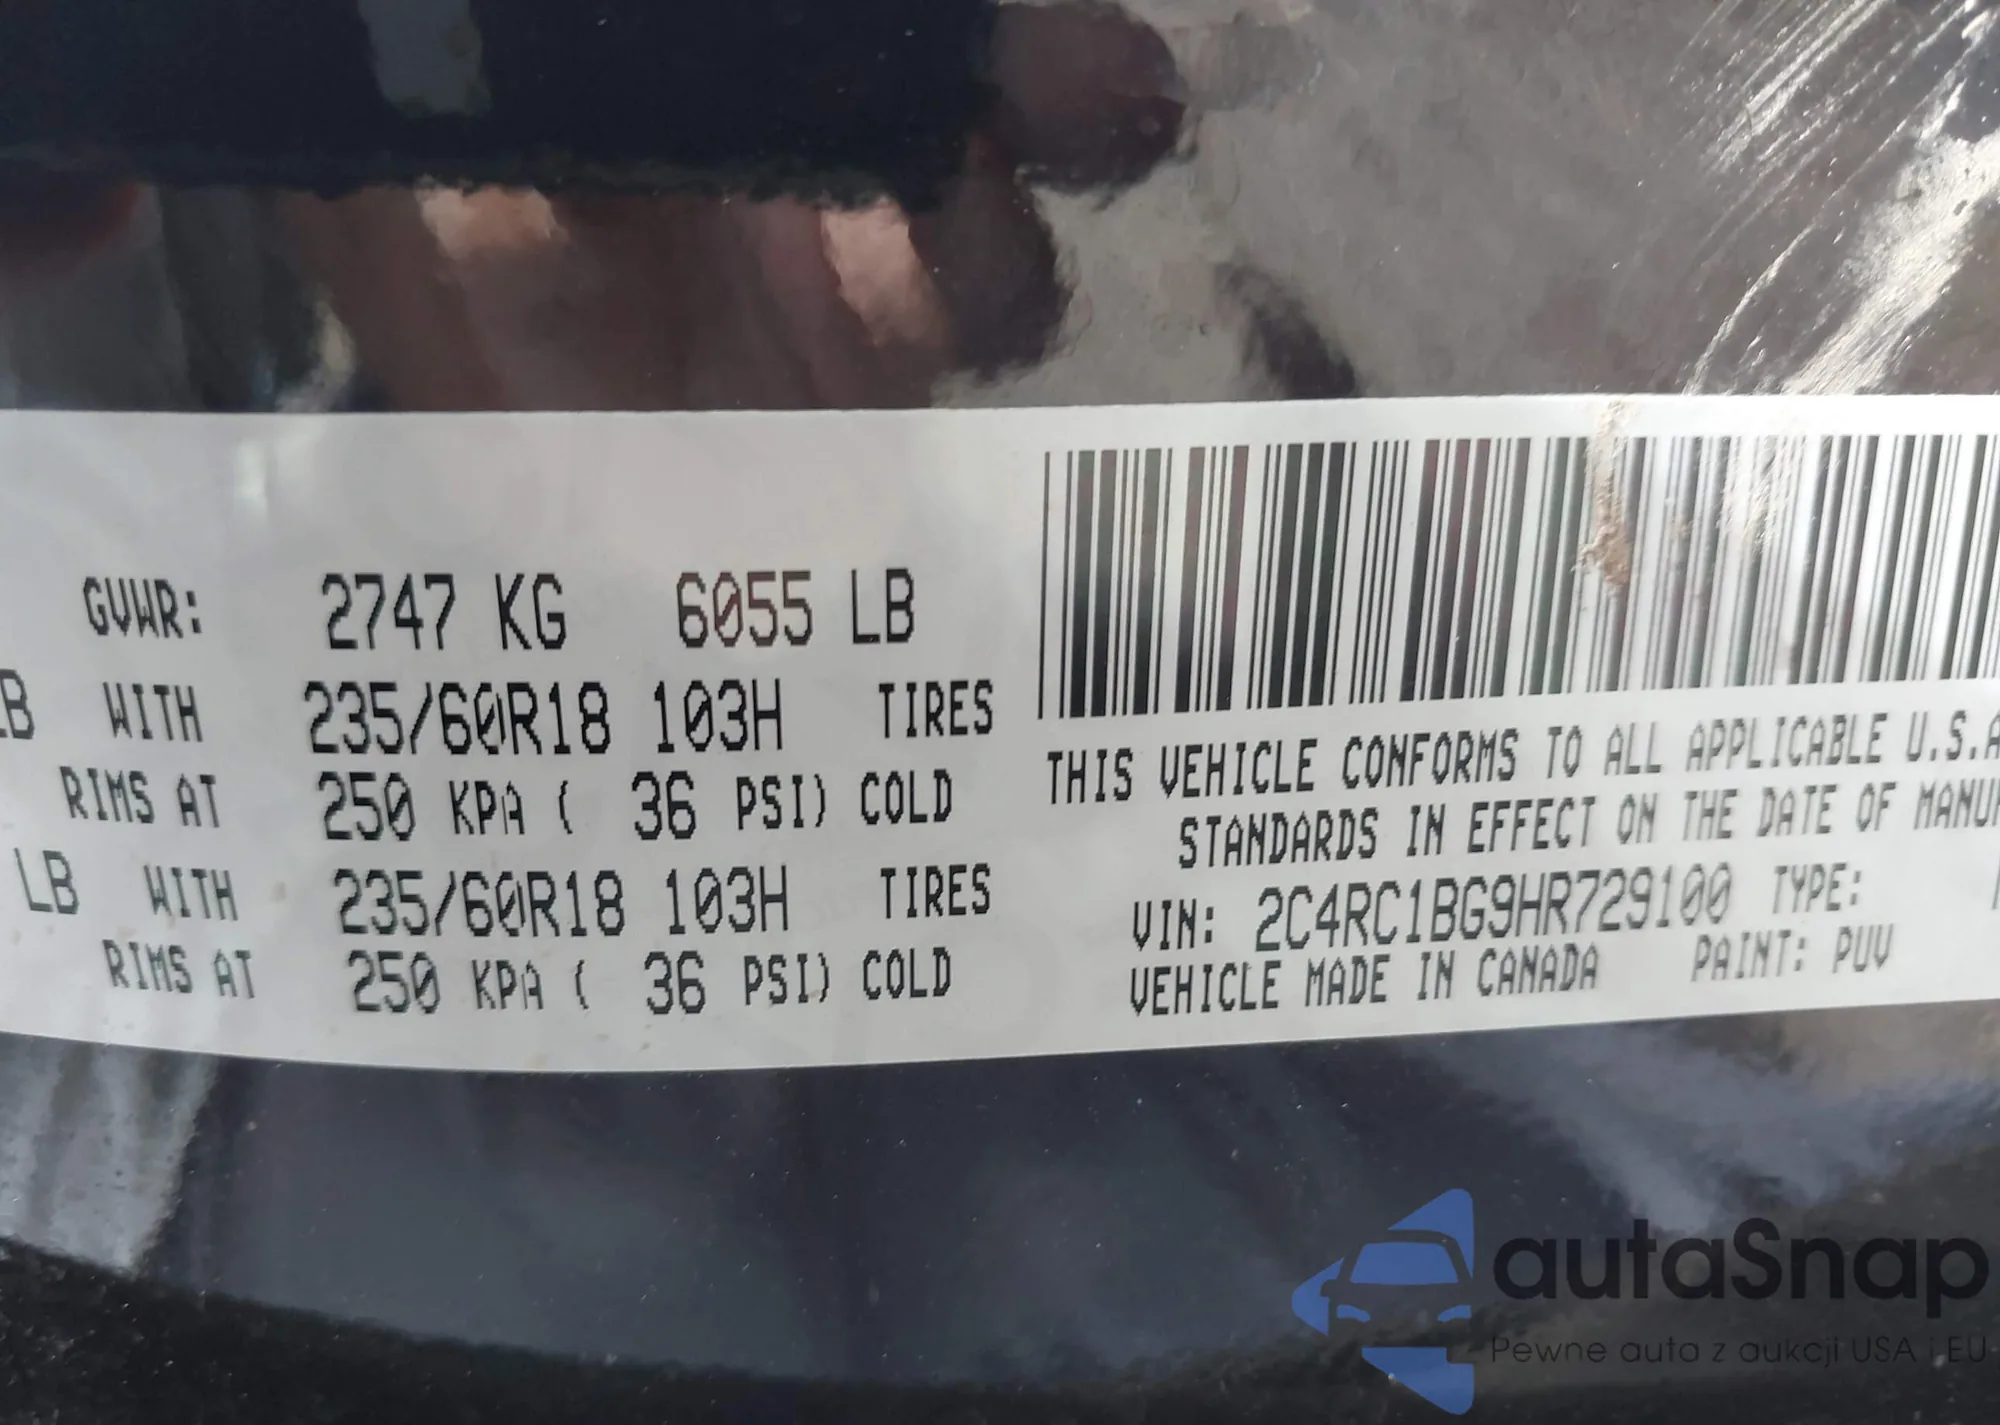 GVWR: 2747 KG 6055 LB
LB WITH 235/60R18 103H TIRES
RIMS AT 250 KPA ( 36 PSI) COLD
LB WITH 235/60R18 103H TIRES
RIMS AT 250 KPA ( 36 PSI) COLD
THIS VEHICLE CONFORMS TO ALL APPLICABLE U.S.A
STANDARDS IN EFFECT ON THE DATE OF MANUF
VIN: 2C4RC1BG9HR729100 TYPE:
VEHICLE MADE IN CANADA PAINT: PUV
autaSnap
Pewne auta z aukcji USA i EU